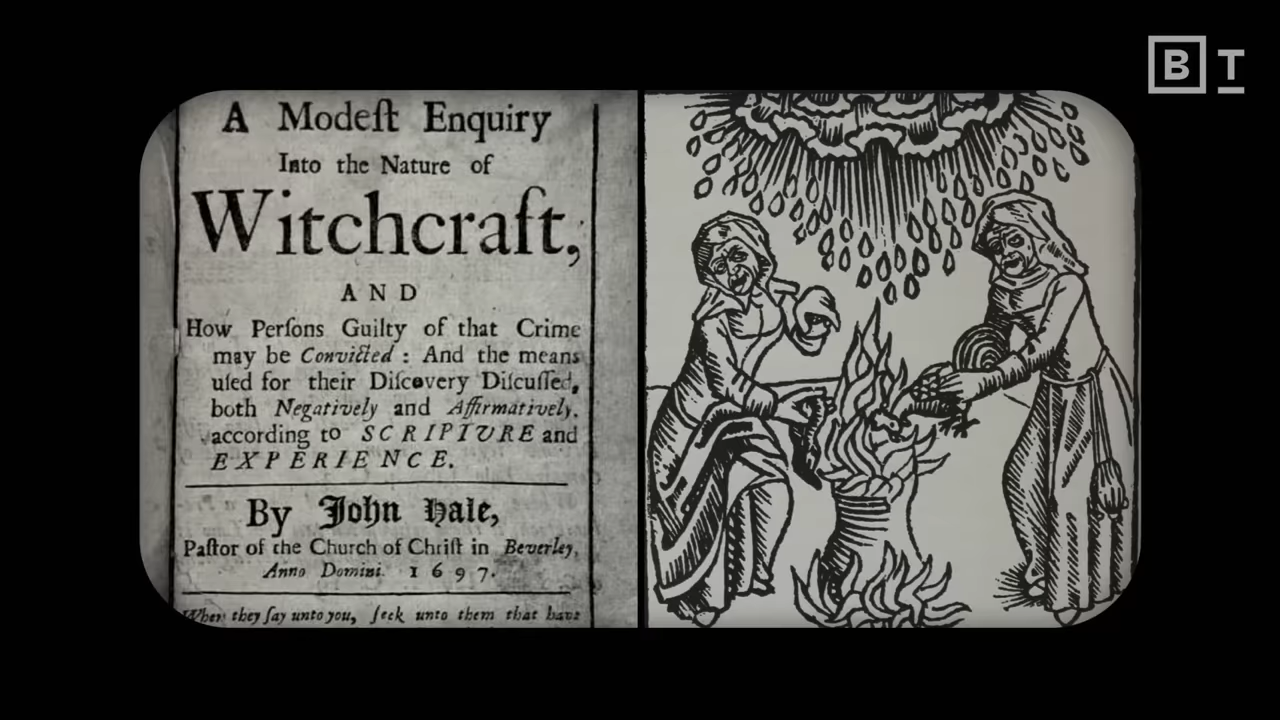 B T
A Modeſt Enquiry
Into the Nature of
Witchcraft,
AND
How Perſons Guilty of that Crime
may be Convicted : And the means
uſed for their Diſcovery Diſcuſſed,
both Negatively and Affirmatively,
according to SCRIPTURE and
EXPERIENCE.
By John Hale,
Paſtor of the Church of Chriſt in Beverley,
Anno Domini. 1697.
When they ſay unto you, ſeek unto them that have